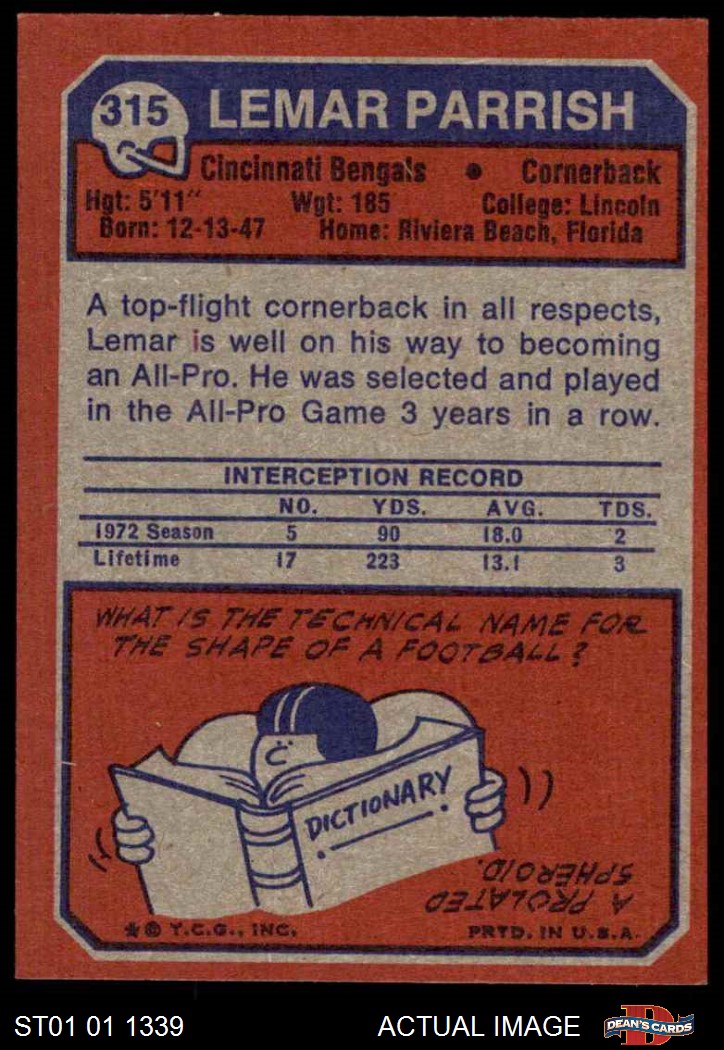 315
LEMAR PARRISH
Cincinnati Bengals • Cornerback
Hgt: 5'11" Wgt: 185 College: Lincoln
Born: 12-13-47 Home: Riviera Beach, Florida
A top-flight cornerback in all respects,
Lemar is well on his way to becoming
an All-Pro. He was selected and played
in the All-Pro Game 3 years in a row.
INTERCEPTION RECORD
NO. YDS. AVG. TDS.
1972 Season 5 90 18.0 2
Lifetime 17 223 13.1 3
WHAT IS THE TECHNICAL NAME FOR
THE SHAPE OF A FOOTBALL?
DICTIONARY
A PROLATED
SPHEROID.
★ © T.C.G., INC. PRTD. IN U.S.A.
ST01 01 1339 ACTUAL IMAGE DEAN'S CARDS